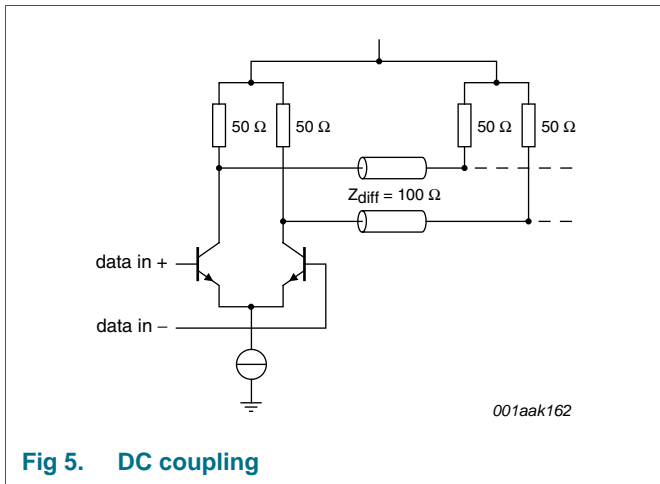 50 Ω 50 Ω 50 Ω 50 Ω
Zdiff = 100 Ω
data in +
data in −
001aak162
Fig 5. DC coupling